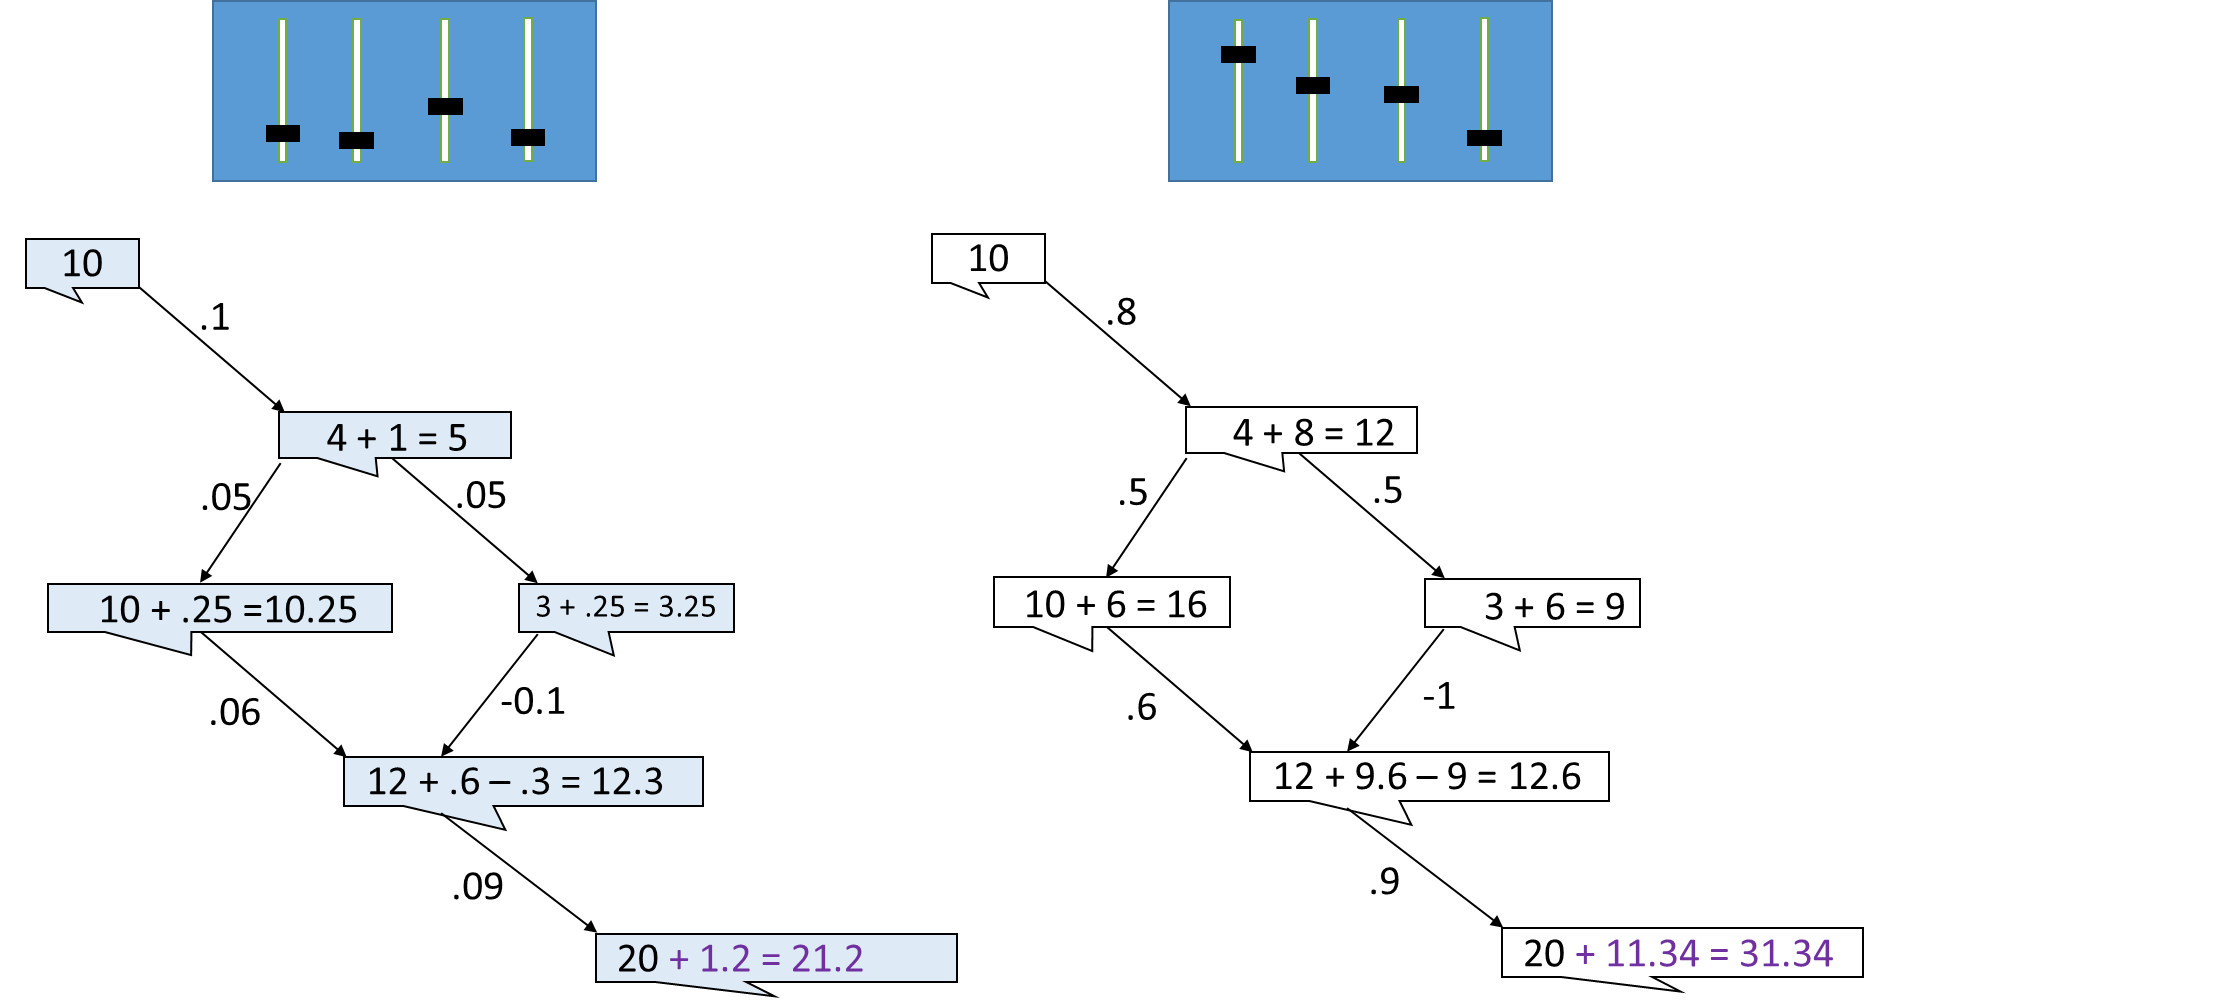 10
.1
4 + 1 = 5
.05
.05
10 + .25 =10.25
3 + .25 = 3.25
.06
-0.1
12 + .6 – .3 = 12.3
.09
20 + 1.2 = 21.2
10
.8
4 + 8 = 12
.5
.5
10 + 6 = 16
3 + 6 = 9
.6
-1
12 + 9.6 – 9 = 12.6
.9
20 + 11.34 = 31.34